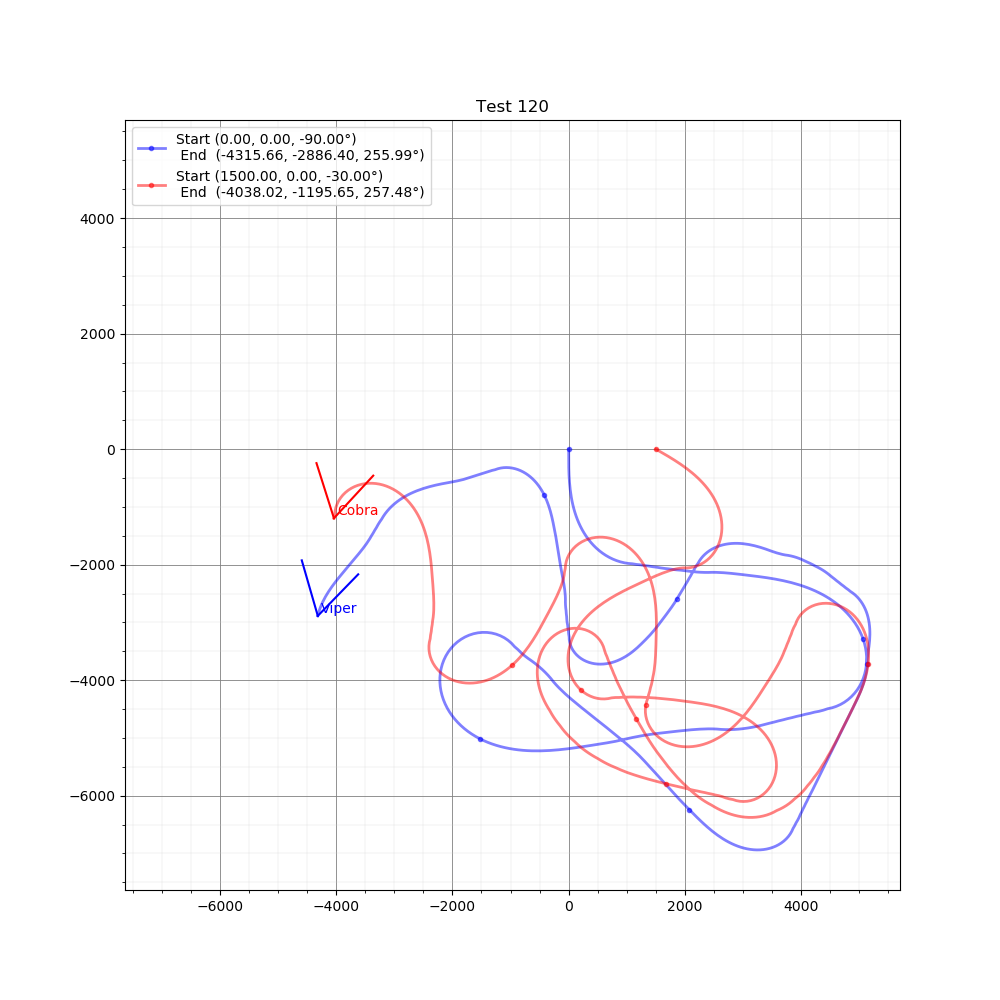 Test 120
Start (0.00, 0.00, -90.00°)
End (-4315.66, -2886.40, 255.99°)
Start (1500.00, 0.00, -30.00°)
End (-4038.02, -1195.65, 257.48°)
4000
2000
0
−2000
−4000
−6000
Cobra
Viper
−6000
−4000
−2000
0
2000
4000